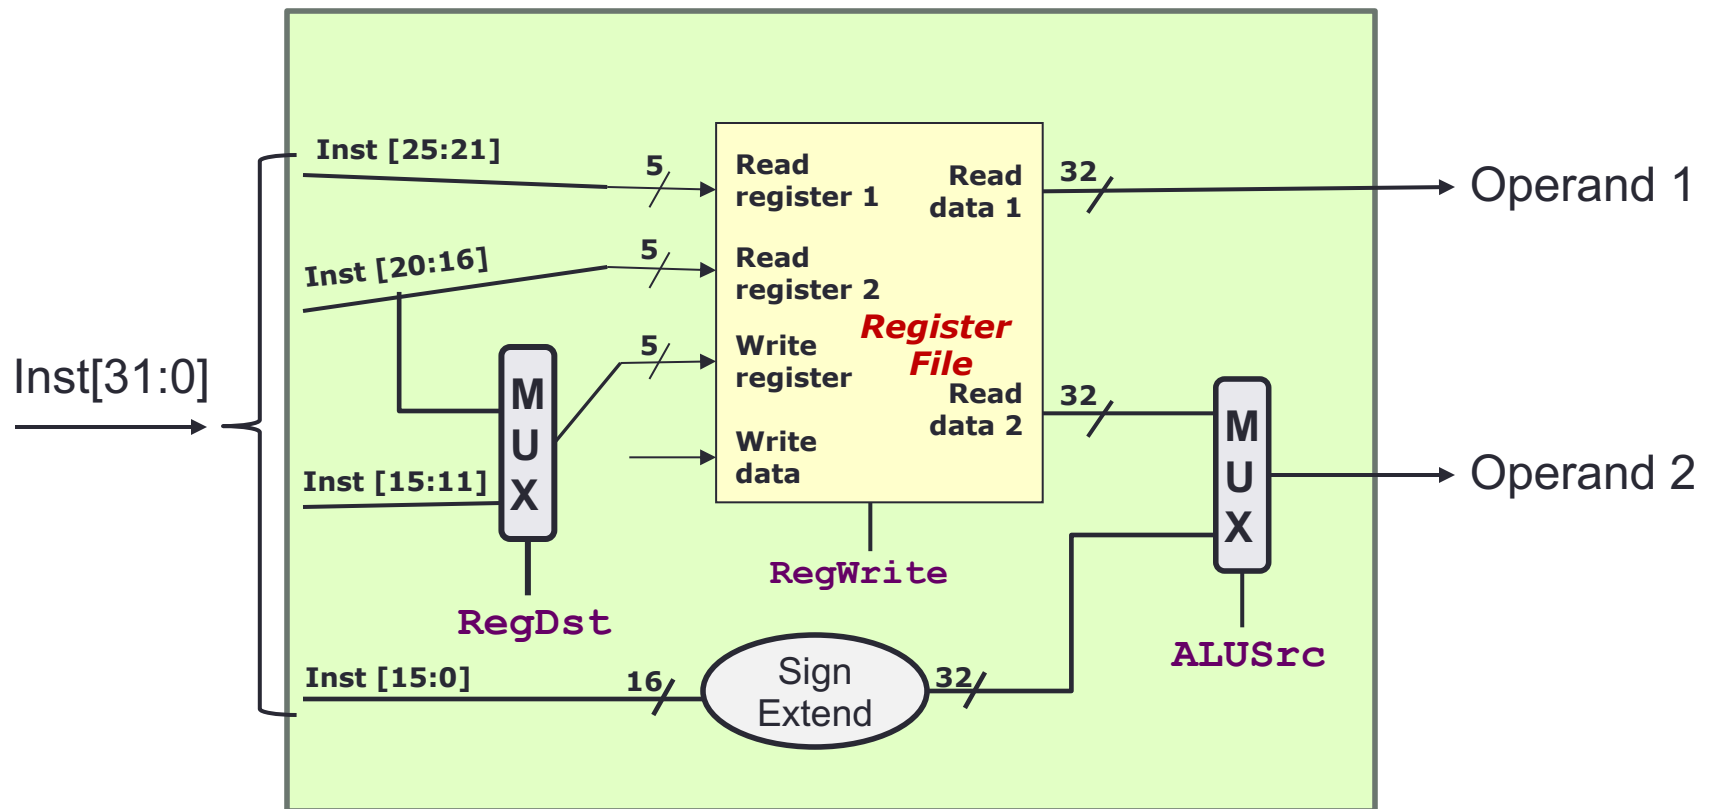 Inst [25:21]
5
Read
register 1
Read
data 1
32
Operand 1
Inst [20:16]
5
Read
register 2
Register
File
Inst[31:0]
5
Write
register
Read
data 2
32
M
U
X
M
U
X
Inst [15:11]
Write
data
Operand 2
RegWrite
RegDst
ALUSrc
Inst [15:0]
16
Sign
Extend
32